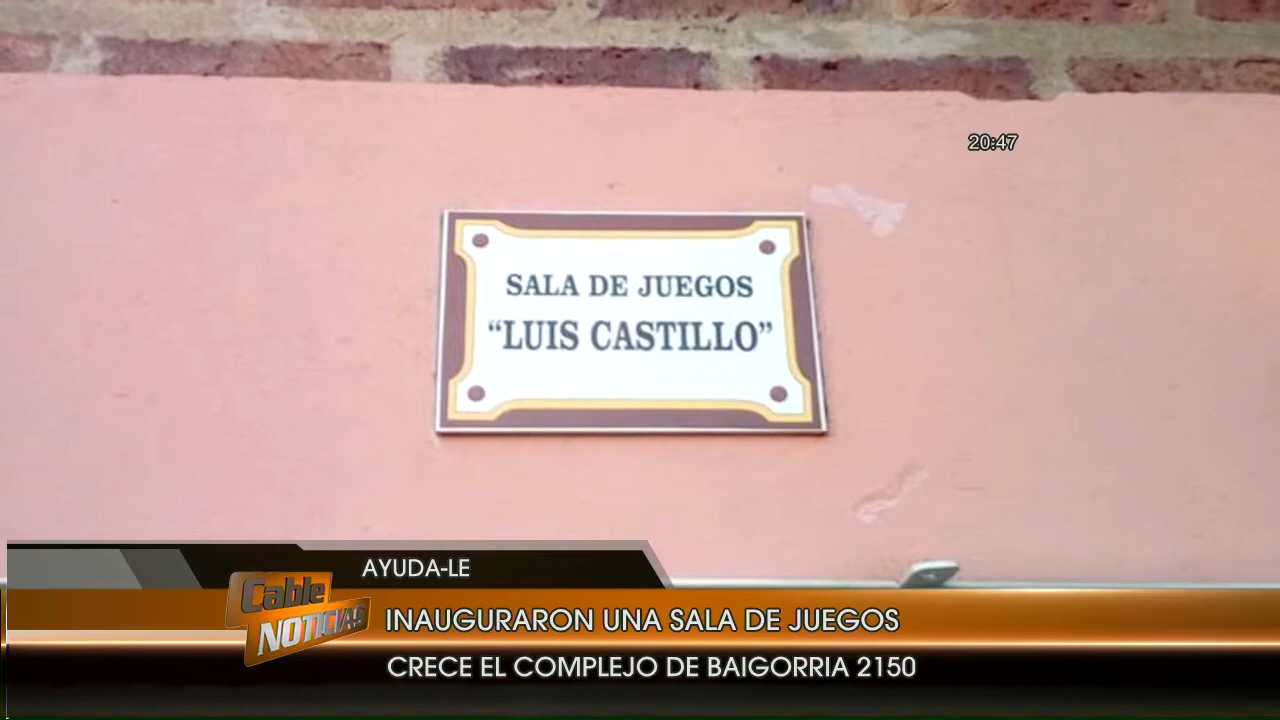 20:47
SALA DE JUEGOS
“LUIS CASTILLO”
AYUDA-LE
Cable
NOTICIAS
INAUGURARON UNA SALA DE JUEGOS
CRECE EL COMPLEJO DE BAIGORRIA 2150